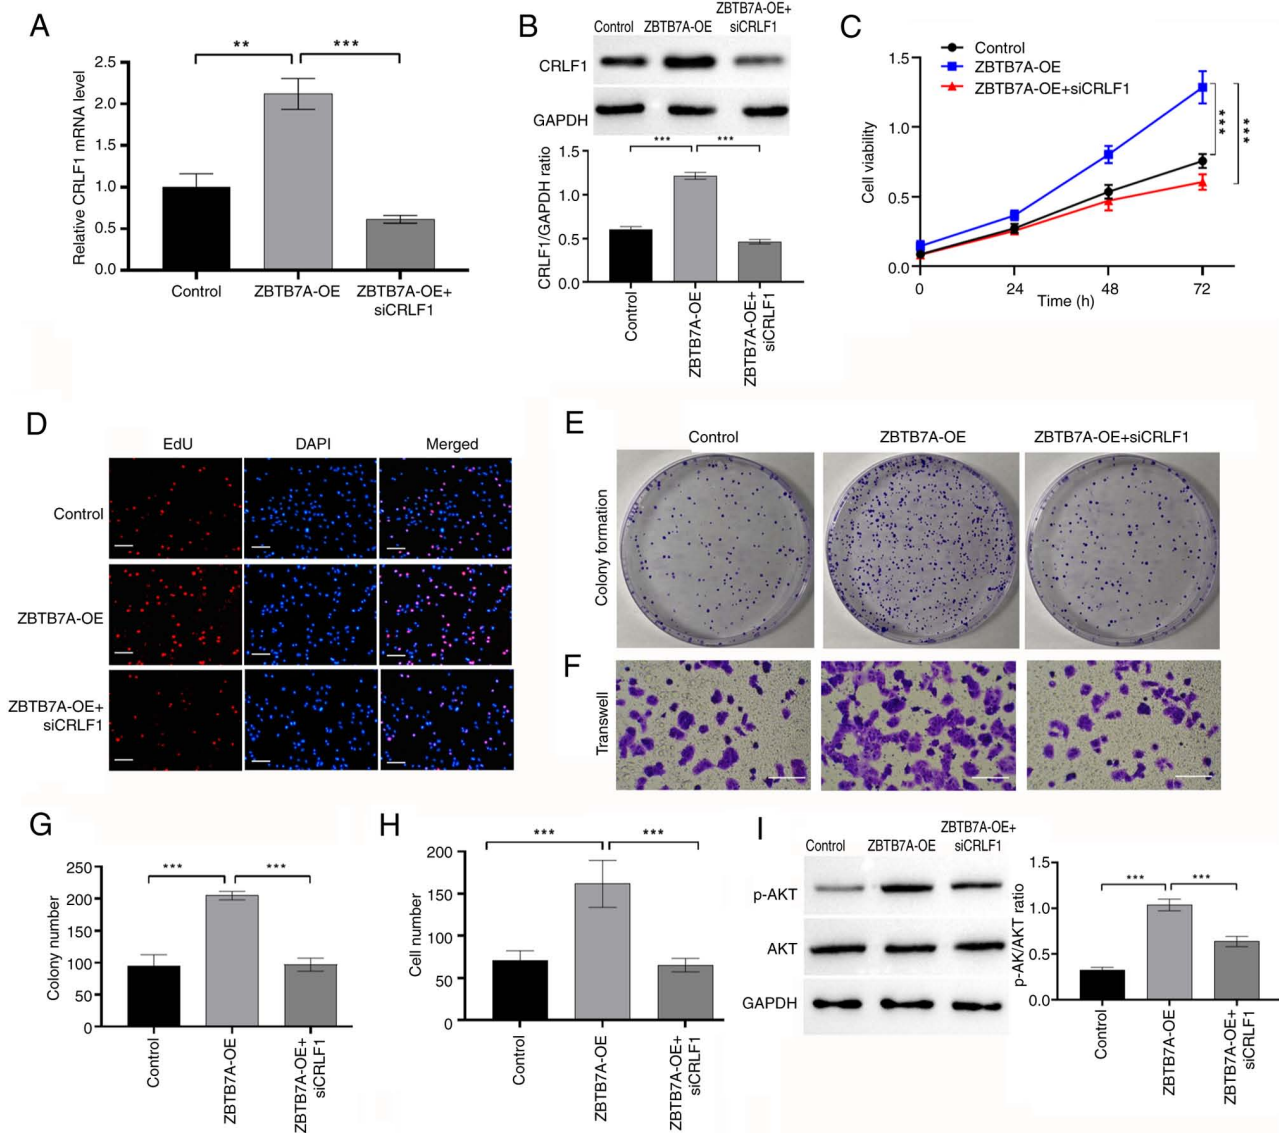 A
**
***
Relative CRLF1 mRNA level
2.5
2.0
1.5
1.0
0.5
0.0
Control
ZBTB7A-OE
ZBTB7A-OE+
siCRLF1
B
Control
ZBTB7A-OE
ZBTB7A-OE+
siCRLF1
CRLF1
GAPDH
***
***
CRLF1/GAPDH ratio
1.5
1.0
0.5
0.0
Control
ZBTB7A-OE
ZBTB7A-OE+
siCRLF1
C
Control
ZBTB7A-OE
ZBTB7A-OE+siCRLF1
Cell viability
1.5
1.0
0.5
0.0
0
24
48
72
Time (h)
***
***
D
EdU
DAPI
Merged
Control
ZBTB7A-OE
ZBTB7A-OE+
siCRLF1
E
Control
ZBTB7A-OE
ZBTB7A-OE+siCRLF1
Colony formation
F
Transwell
G
***
***
Colony number
250
200
150
100
50
0
Control
ZBTB7A-OE
ZBTB7A-OE+
siCRLF1
H
***
***
Cell number
200
150
100
50
0
Control
ZBTB7A-OE
ZBTB7A-OE+
siCRLF1
I
Control
ZBTB7A-OE
ZBTB7A-OE+
siCRLF1
p-AKT
AKT
GAPDH
***
***
p-AK/AKT ratio
1.5
1.0
0.5
0.0
Control
ZBTB7A-OE
ZBTB7A-OE+
siCRLF1